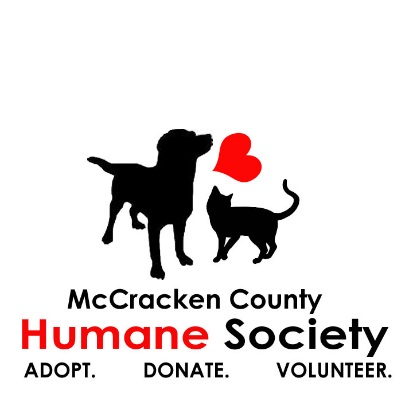 McCracken County
Humane Society
ADOPT. DONATE. VOLUNTEER.